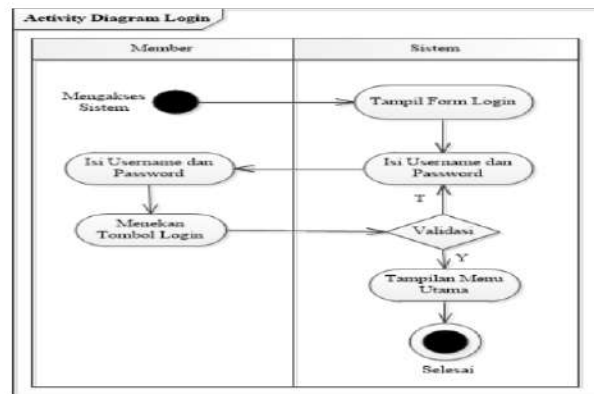 Activity Diagram Login
Member
Sistem
Mengakses
Sistem
Tampil Form Login
Isi Username dan
Password
Isi Username dan
Password
T
Menekan
Tombol Login
Validasi
Y
Tampilan Menu
Utama
Selesai